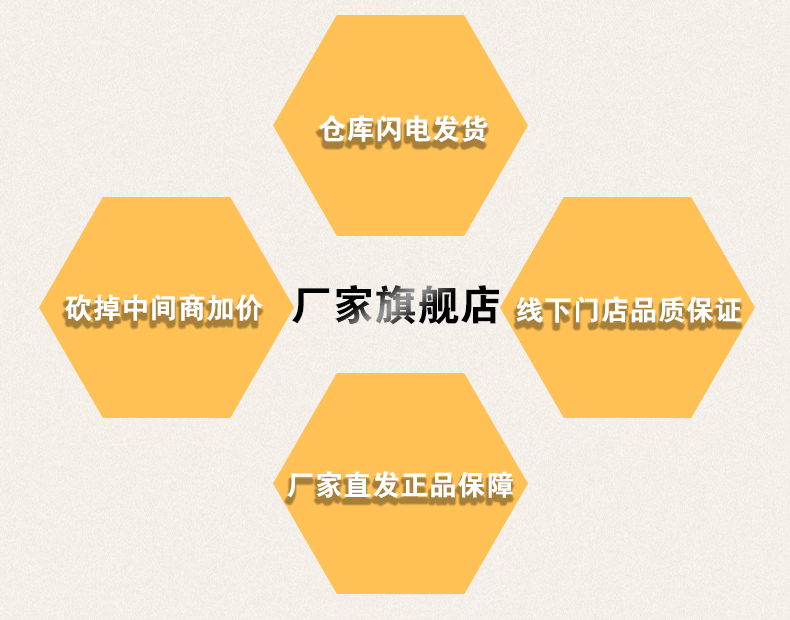 仓库闪电发货
砍掉中间商加价
厂家旗舰店
线下门店品质保证
厂家直发正品保障